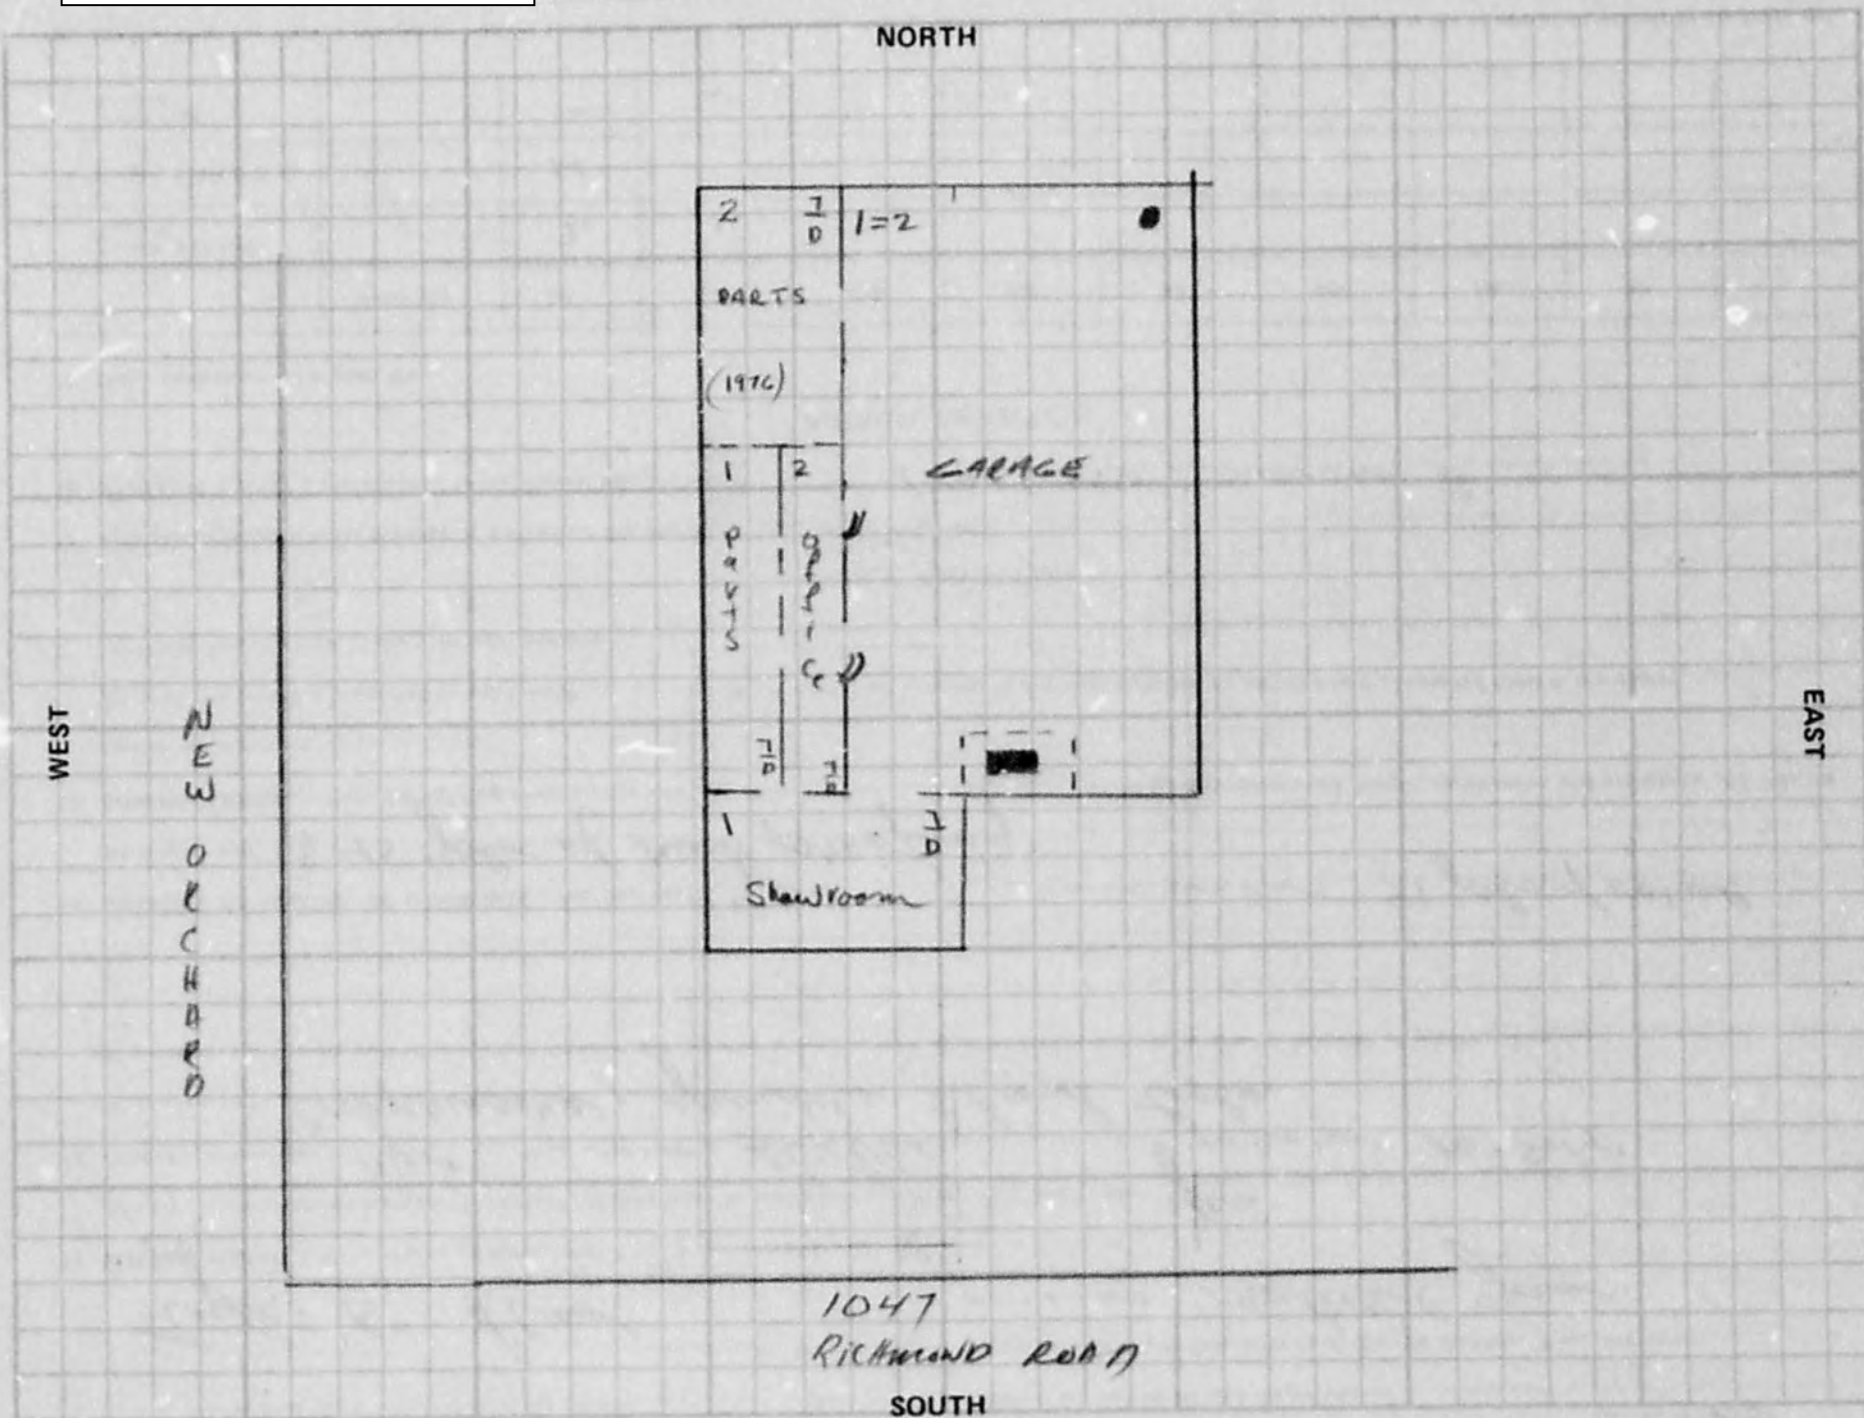 NORTH
2
1=2
PARTS
(1976)
1
2
GARAGE
PARTS
WEST
NEW ORCHARD
EAST
1
Showroom
1047
RICHMOND ROAD
SOUTH